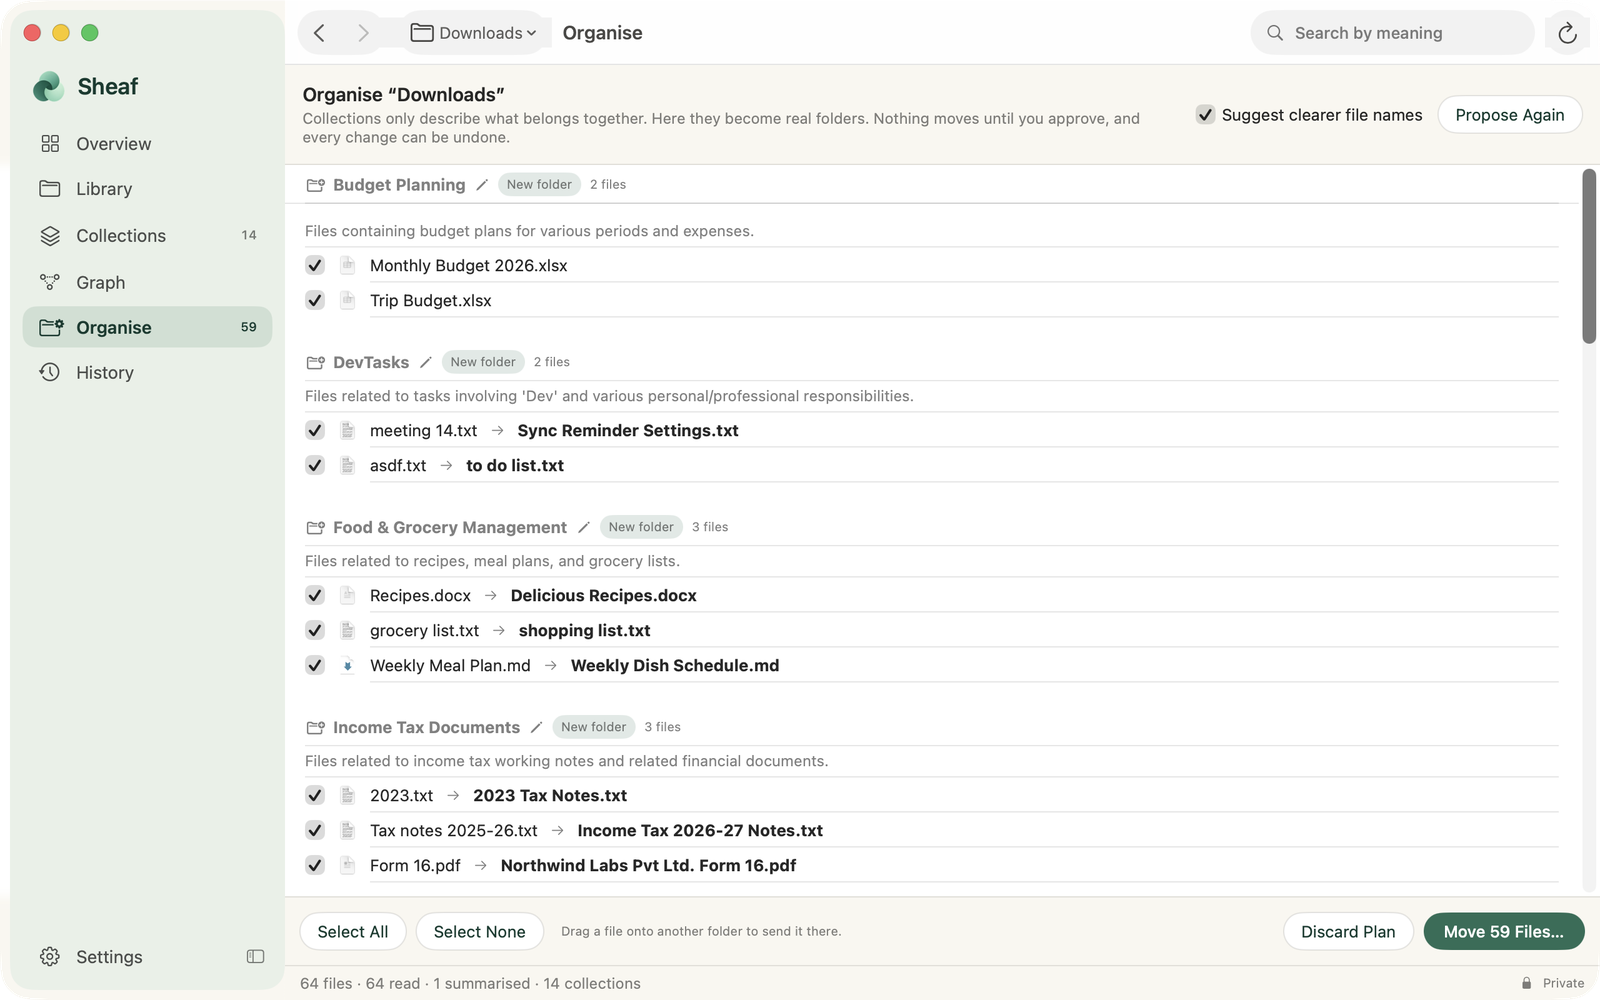 Downloads
Organise
Search by meaning
Sheaf
Overview
Library
Collections 14
Graph
Organise 59
History
Settings
Organise “Downloads”
Collections only describe what belongs together. Here they become real folders. Nothing moves until you approve, and
every change can be undone.
Suggest clearer file names
Propose Again
Budget Planning New folder 2 files
Files containing budget plans for various periods and expenses.
Monthly Budget 2026.xlsx
Trip Budget.xlsx
DevTasks New folder 2 files
Files related to tasks involving 'Dev' and various personal/professional responsibilities.
meeting 14.txt → Sync Reminder Settings.txt
asdf.txt → to do list.txt
Food & Grocery Management New folder 3 files
Files related to recipes, meal plans, and grocery lists.
Recipes.docx → Delicious Recipes.docx
grocery list.txt → shopping list.txt
Weekly Meal Plan.md → Weekly Dish Schedule.md
Income Tax Documents New folder 3 files
Files related to income tax working notes and related financial documents.
2023.txt → 2023 Tax Notes.txt
Tax notes 2025-26.txt → Income Tax 2026-27 Notes.txt
Form 16.pdf → Northwind Labs Pvt Ltd. Form 16.pdf
Select All
Select None
Drag a file onto another folder to send it there.
Discard Plan
Move 59 Files...
64 files · 64 read · 1 summarised · 14 collections
Private